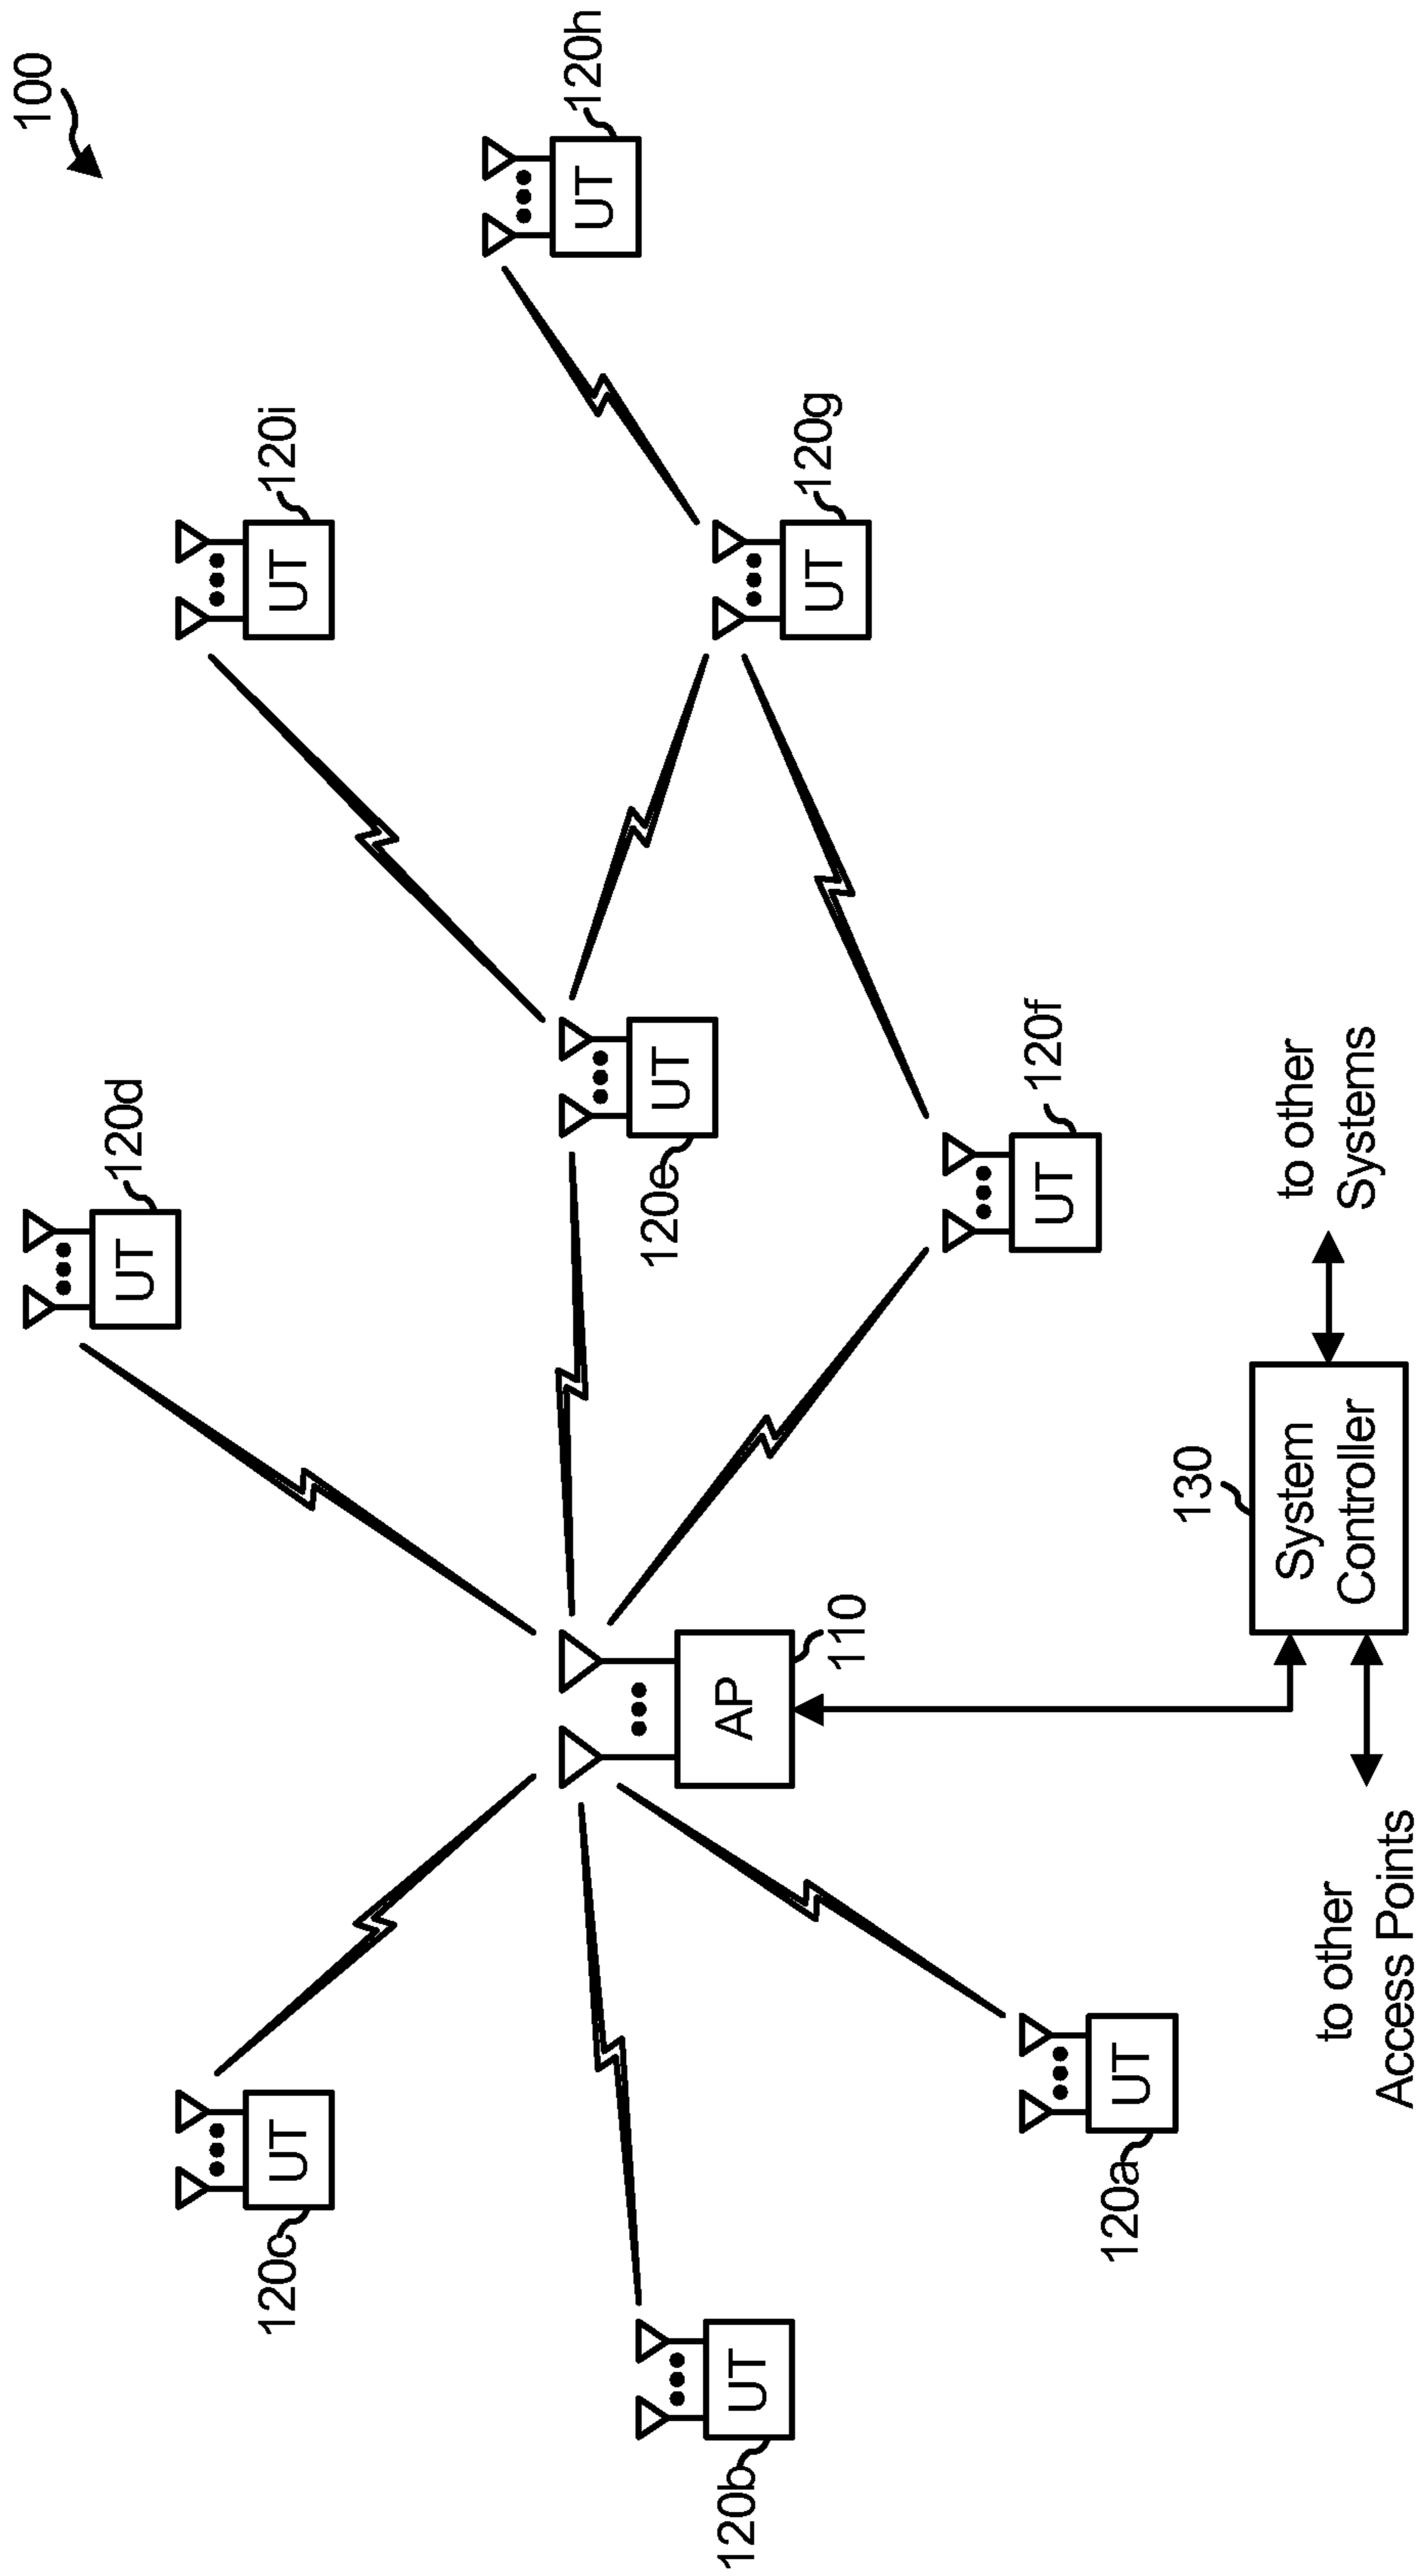 100
120d
UT
120i
UT
120c
UT
120h
UT
120e
UT
AP
110
120b
UT
120g
UT
120f
UT
120a
UT
130
System
Controller
to other
Systems
to other
Access Points